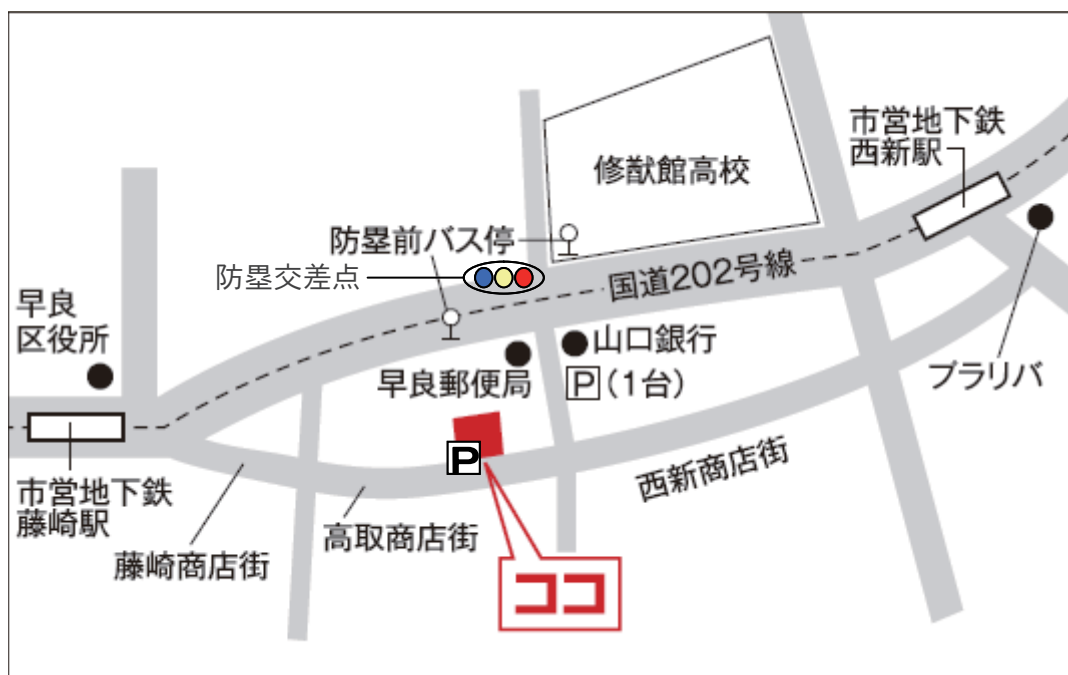 市営地下鉄
西新駅
修猷館高校
防塁前バス停
防塁交差点
国道202号線
早良
区役所
山口銀行
P(1台)
早良郵便局
プラリバ
P
西新商店街
市営地下鉄
藤崎駅
高取商店街
藤崎商店街
ココ